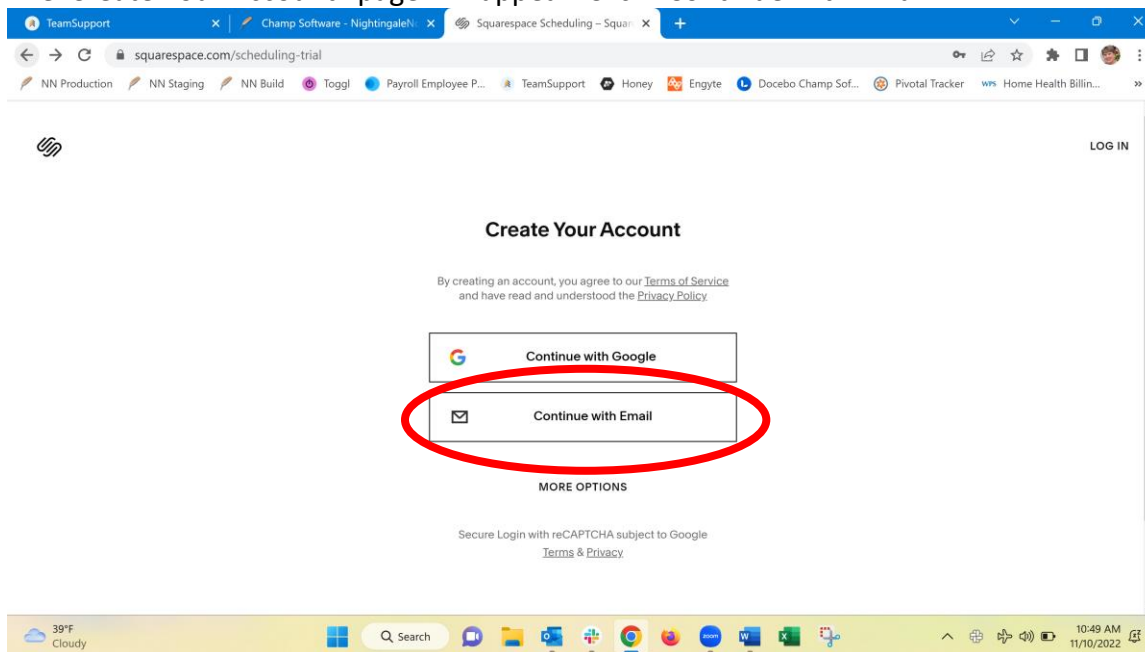 TeamSupport
Champ Software - Nightingale
Squarespace Scheduling – Squar
squarespace.com/scheduling-trial
NN Production NN Staging NN Build Toggl Payroll Employee P... TeamSupport Honey Engyte Docebo Champ Sof... Pivotal Tracker WPS Home Health Billin... »
LOG IN
Create Your Account
By creating an account, you agree to our Terms of Service
and have read and understood the Privacy Policy
Continue with Google
Continue with Email
MORE OPTIONS
Secure Login with reCAPTCHA subject to Google
Terms & Privacy
39°F
Cloudy
Search
zoom
10:49 AM
11/10/2022